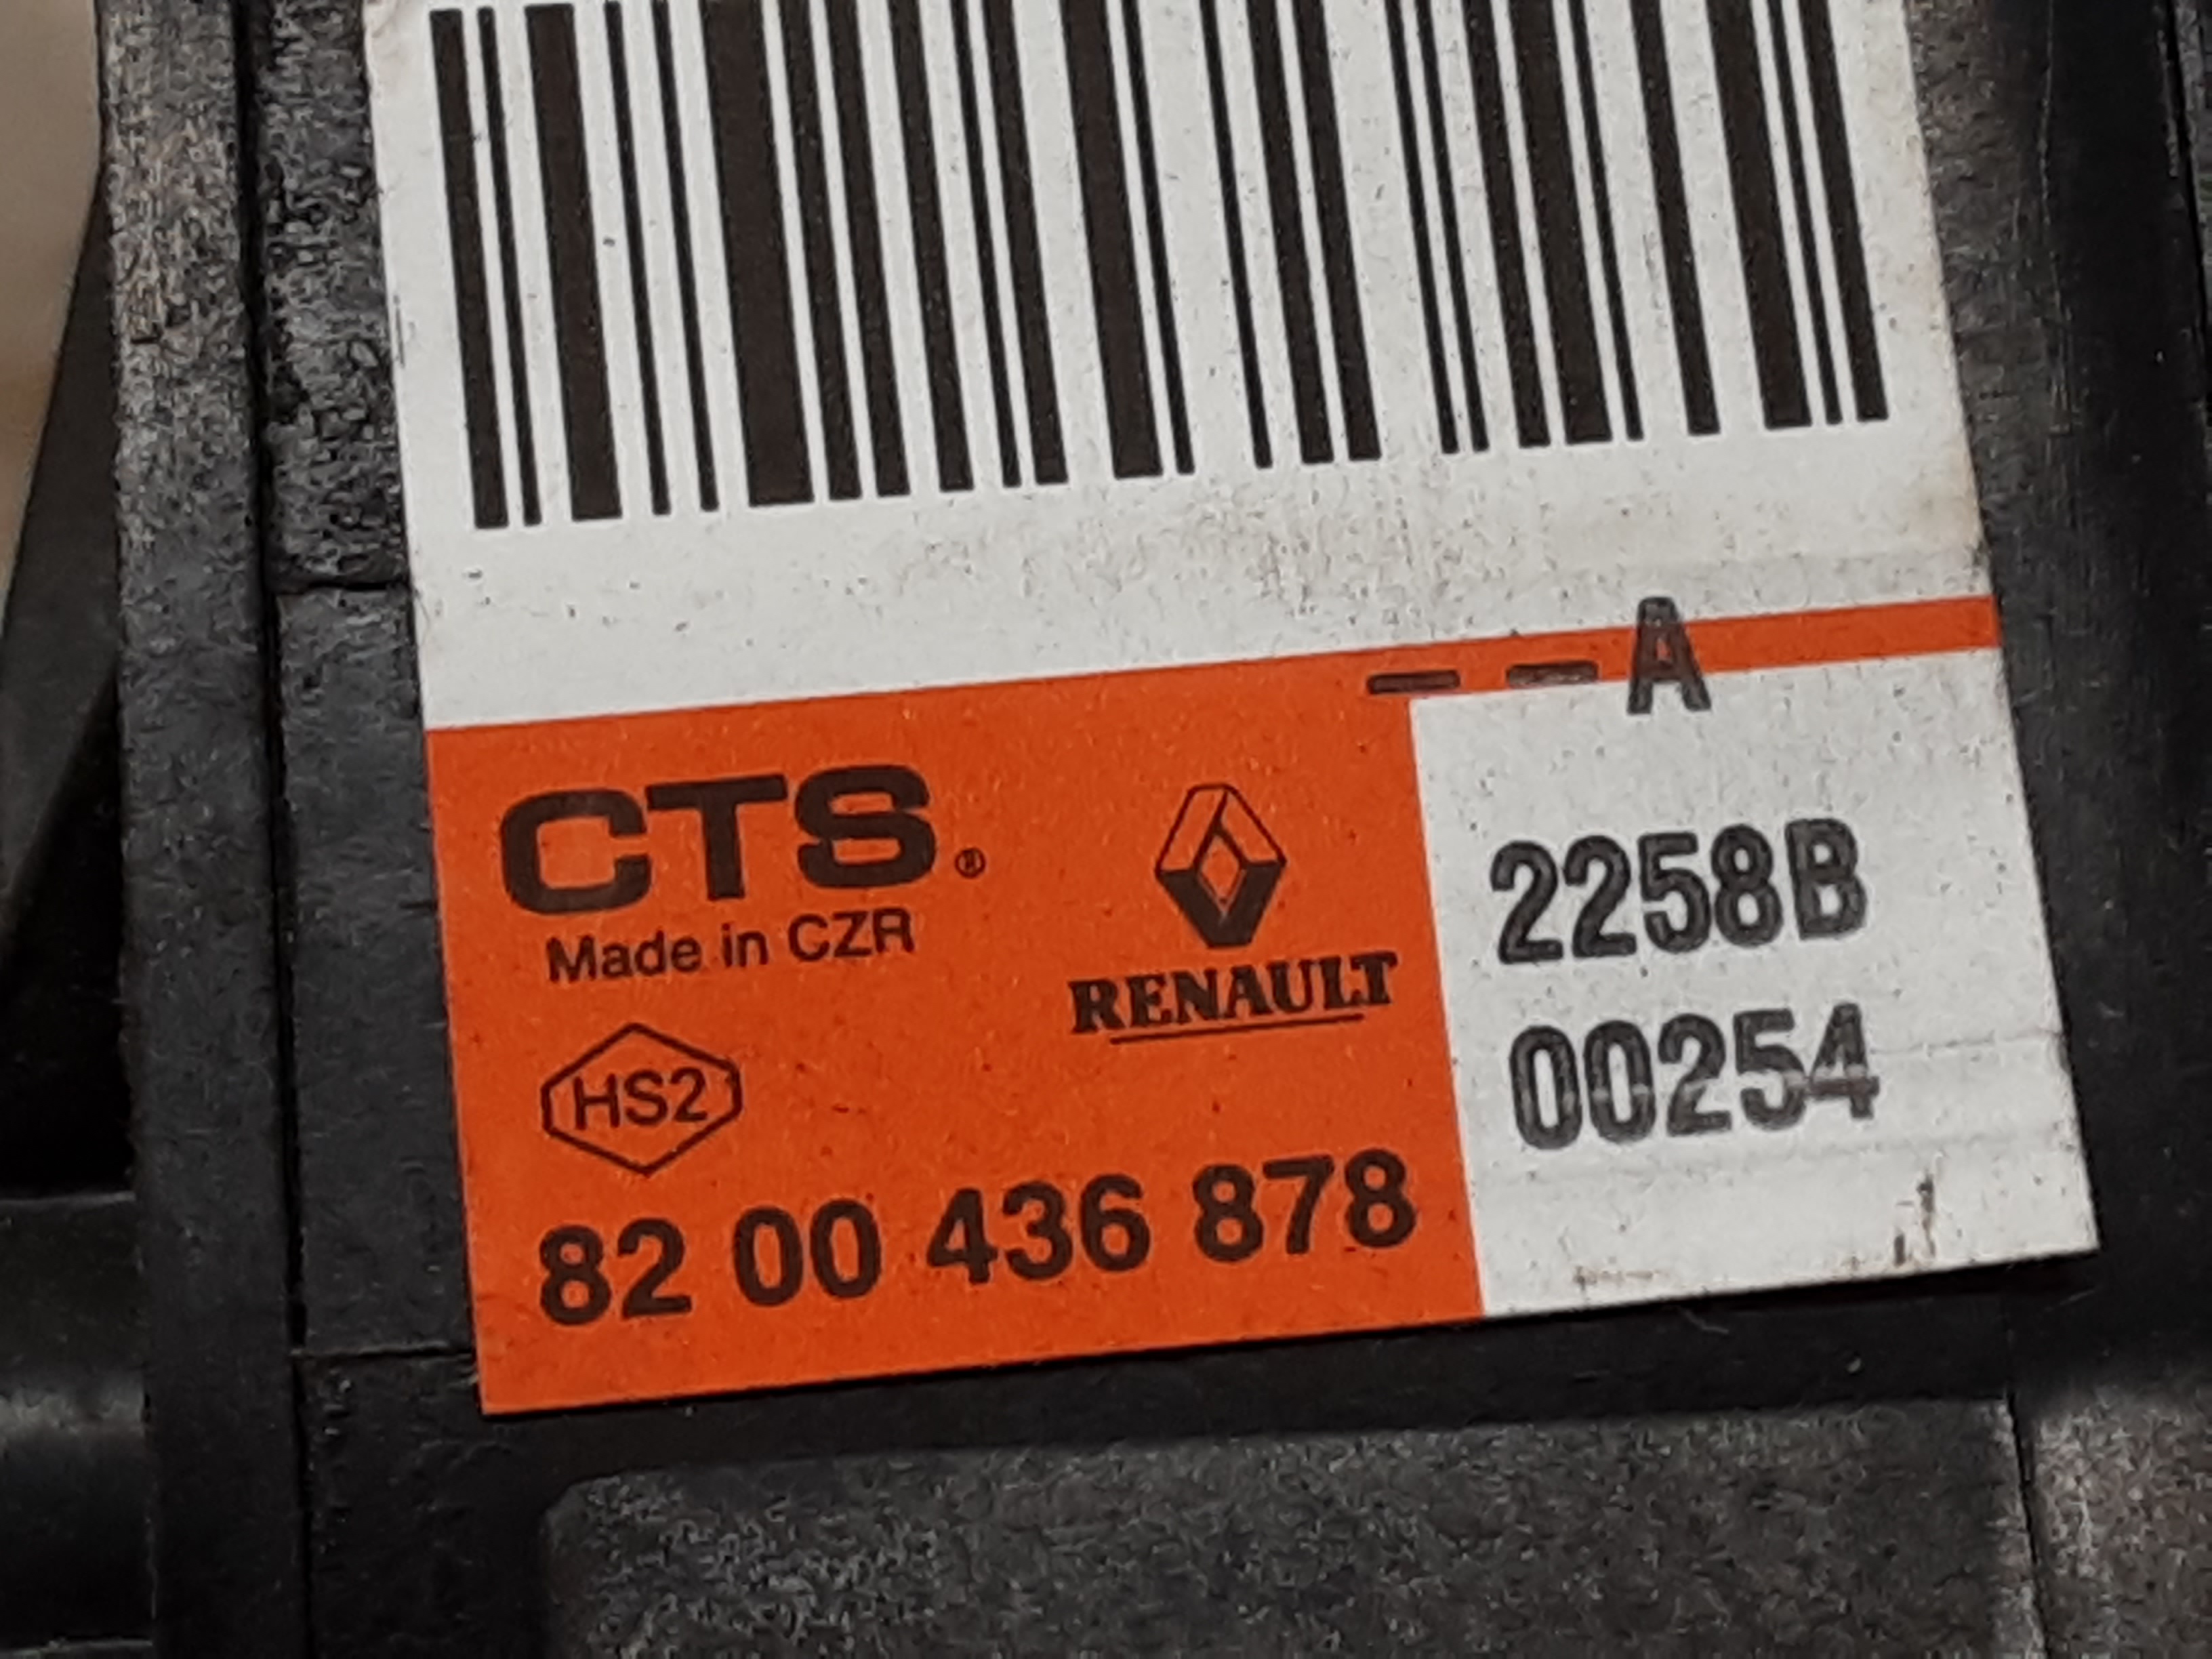 — — A
CTS®
Made in CZR
RENAULT
HS2
82 00 436 878
2258B
00254